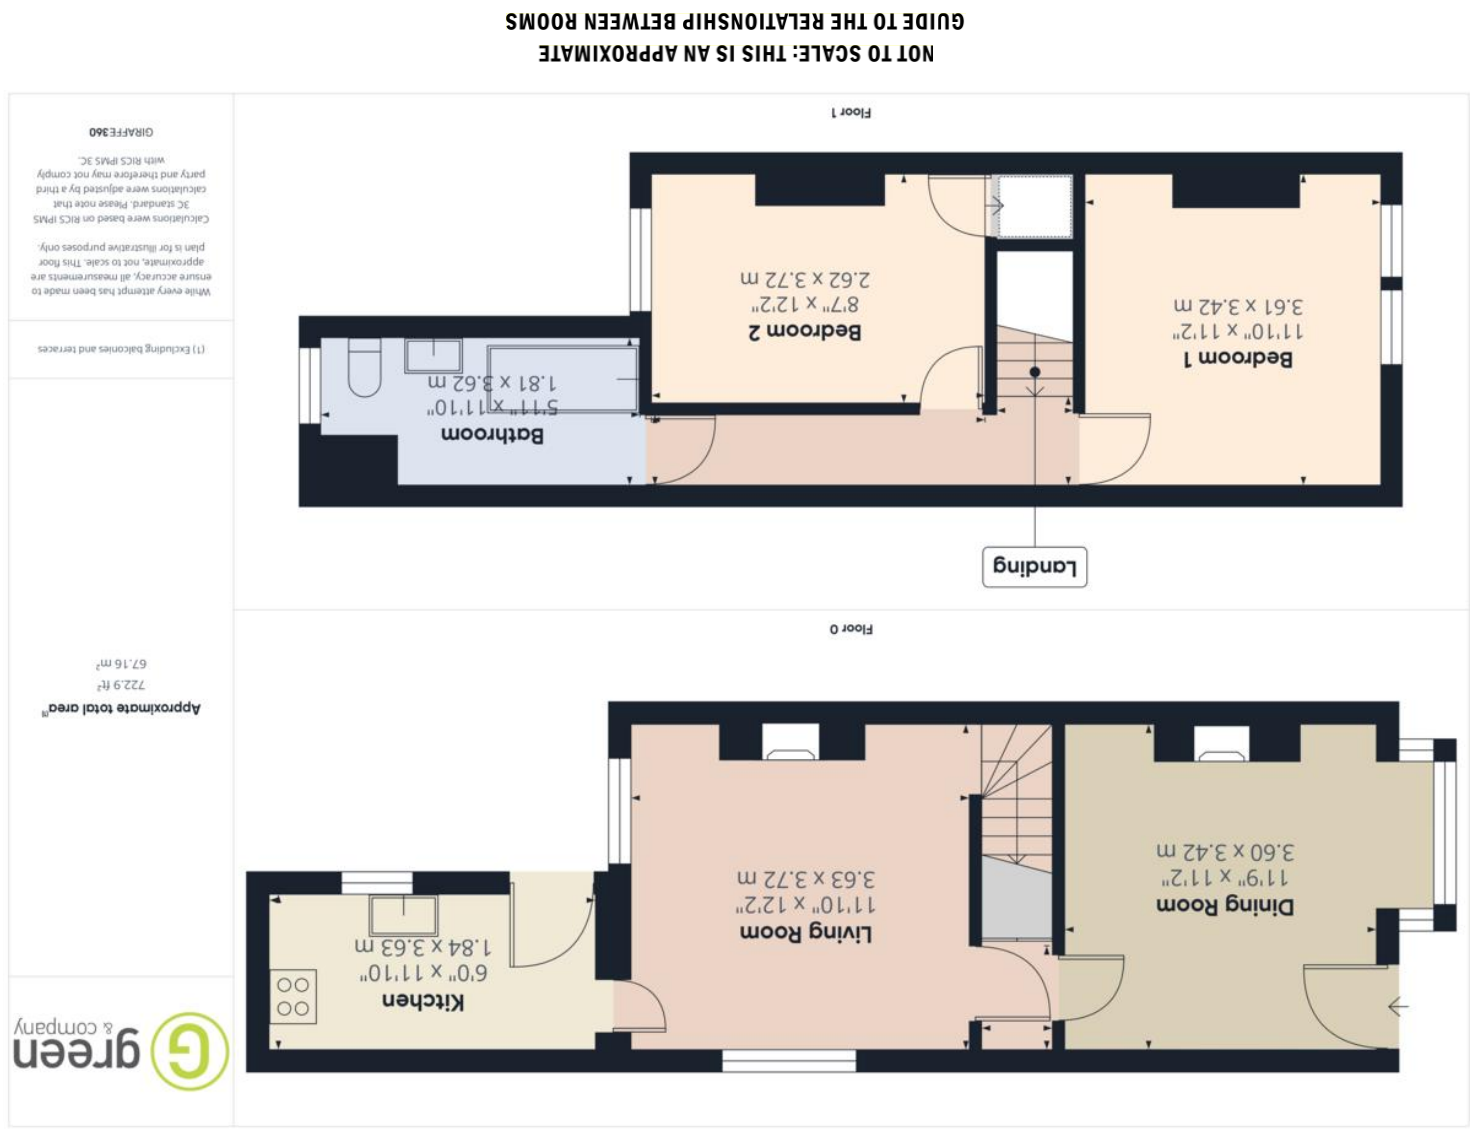 green
& company
Kitchen
6'0" x 11'10"
1.84 x 3.63 m
Living Room
11'10" x 12'2"
3.63 x 3.72 m
Dining Room
11'9" x 11'2"
3.60 x 3.42 m
Floor 0
Approximate total area(1)
722.9 ft²
67.16 m²
Landing
Bathroom
5'11" x 11'10"
1.81 x 3.62 m
Bedroom 1
11'10" x 11'2"
3.61 x 3.42 m
Bedroom 2
8'7" x 12'2"
2.62 x 3.72 m
Floor 1
(1) Excluding balconies and terraces
While every attempt has been made to
ensure accuracy, all measurements are
approximate, not to scale. This floor
plan is for illustrative purposes only.
Calculations were based on RICS IPMS
3C standard. Please note that
calculations were adjusted by a third
party and therefore may not comply
with RICS IPMS 3C.
GIRAFFE360
NOT TO SCALE: THIS IS AN APPROXIMATE
GUIDE TO THE RELATIONSHIP BETWEEN ROOMS